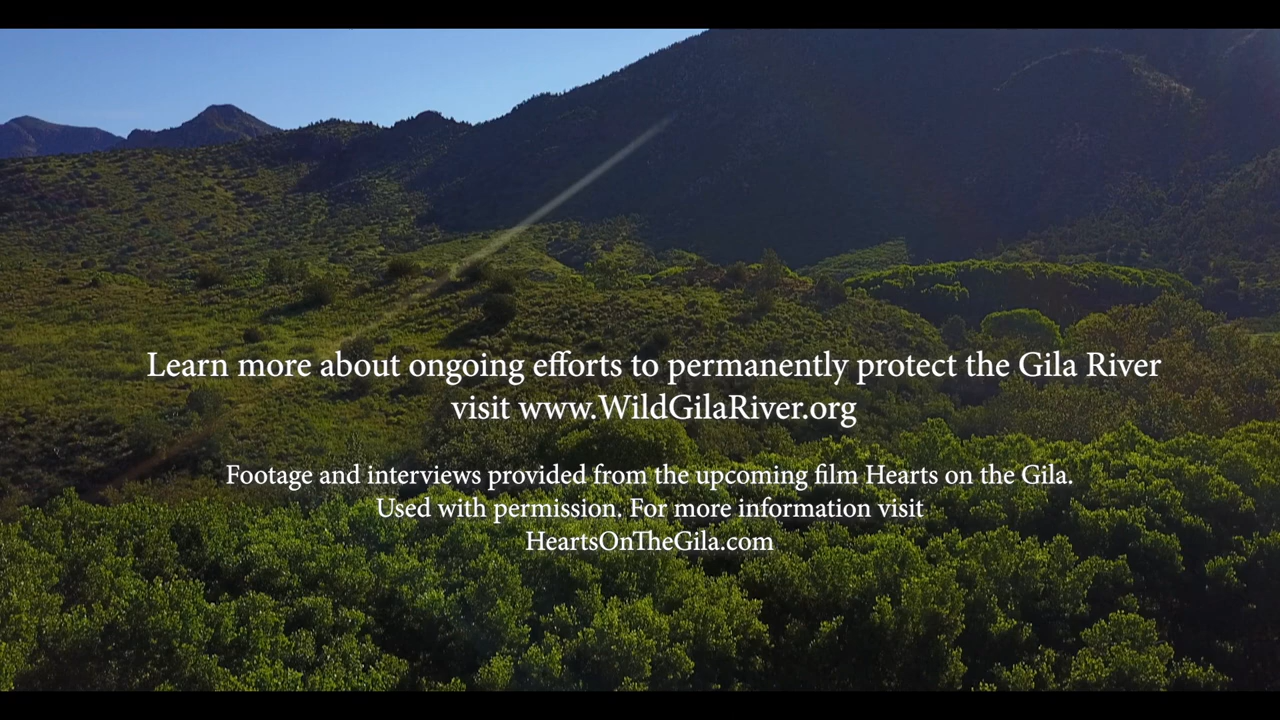 Learn more about ongoing efforts to permanently protect the Gila River
visit www.WildGilaRiver.org
Footage and interviews provided from the upcoming film Hearts on the Gila.
Used with permission. For more information visit
HeartsOnTheGila.com